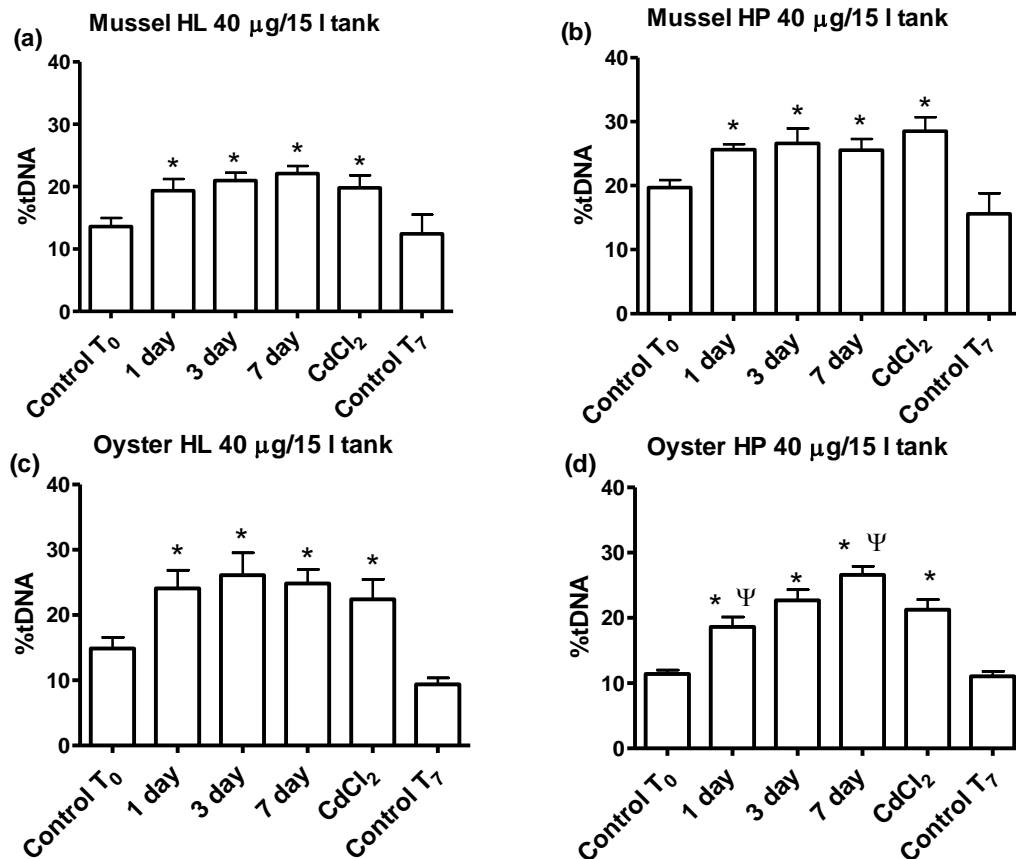 (a)
Mussel HL 40 μg/15 l tank
%tDNA
40
30
20
10
0
* * * *
Control T₀ 1 day 3 day 7 day CdCl₂ Control T₇
(b)
Mussel HP 40 μg/15 l tank
%tDNA
40
30
20
10
0
* * * *
Control T₀ 1 day 3 day 7 day CdCl₂ Control T₇
(c)
Oyster HL 40 μg/15 l tank
%tDNA
40
30
20
10
0
* * * *
Control T₀ 1 day 3 day 7 day CdCl₂ Control T₇
(d)
Oyster HP 40 μg/15 l tank
%tDNA
40
30
20
10
0
* Ψ * * Ψ *
Control T₀ 1 day 3 day 7 day CdCl₂ Control T₇